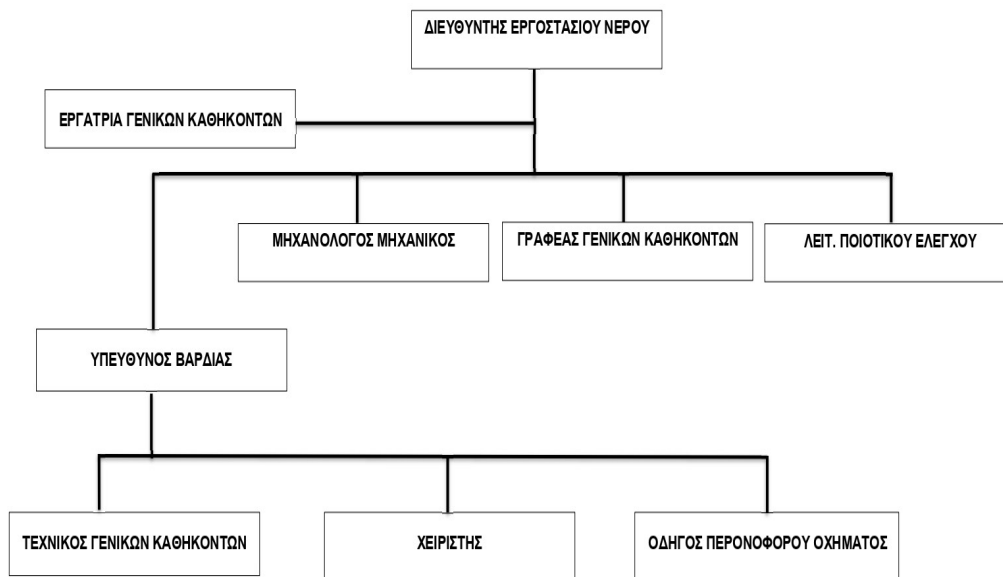 ΔΙΕΥΘΥΝΤΗΣ ΕΡΓΟΣΤΑΣΙΟΥ ΝΕΡΟΥ
ΕΡΓΑΤΡΙΑ ΓΕΝΙΚΩΝ ΚΑΘΗΚΟΝΤΩΝ
ΜΗΧΑΝΟΛΟΓΟΣ ΜΗΧΑΝΙΚΟΣ
ΓΡΑΦΕΑΣ ΓΕΝΙΚΩΝ ΚΑΘΗΚΟΝΤΩΝ
ΛΕΙΤ. ΠΟΙΟΤΙΚΟΥ ΕΛΕΓΧΟΥ
ΥΠΕΥΘΥΝΟΣ ΒΑΡΔΙΑΣ
ΤΕΧΝΙΚΟΣ ΓΕΝΙΚΩΝ ΚΑΘΗΚΟΝΤΩΝ
ΧΕΙΡΙΣΤΗΣ
ΟΔΗΓΟΣ ΠΕΡΟΝΟΦΟΡΟΥ ΟΧΗΜΑΤΟΣ